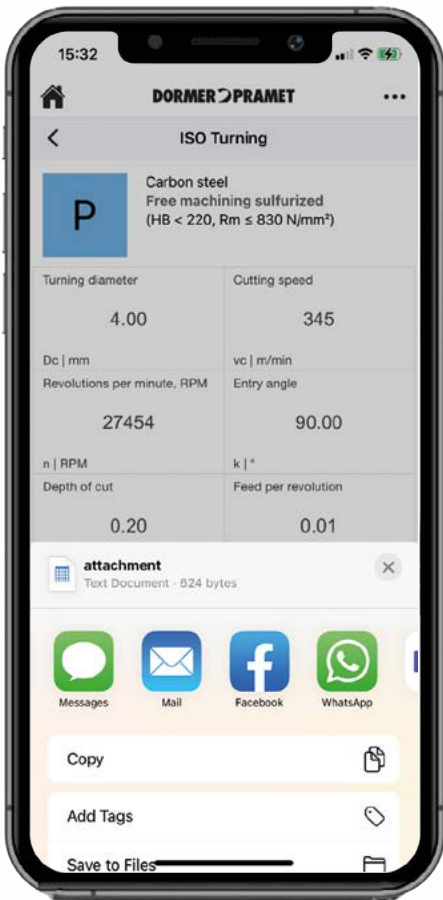 15:32
DORMER PRAMET
ISO Turning
P
Carbon steel
Free machining sulfurized
(HB < 220, Rm ≤ 830 N/mm²)
Turning diameter
Cutting speed
4.00
345
Dc | mm
vc | m/min
Revolutions per minute, RPM
Entry angle
27454
90.00
n | RPM
k | °
Depth of cut
Feed per revolution
0.20
0.01
attachment
Text Document · 624 bytes
Messages
Mail
Facebook
WhatsApp
Copy
Add Tags
Save to Files